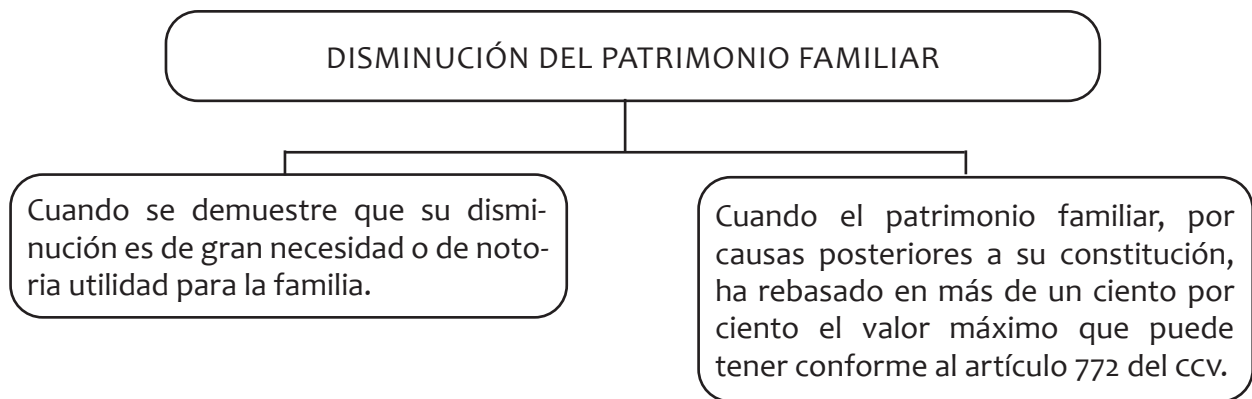 DISMINUCIÓN DEL PATRIMONIO FAMILIAR
Cuando se demuestre que su dismi-
nución es de gran necesidad o de noto-
ria utilidad para la familia.
Cuando el patrimonio familiar, por
causas posteriores a su constitución,
ha rebasado en más de un ciento por
ciento el valor máximo que puede
tener conforme al artículo 772 del CCV.